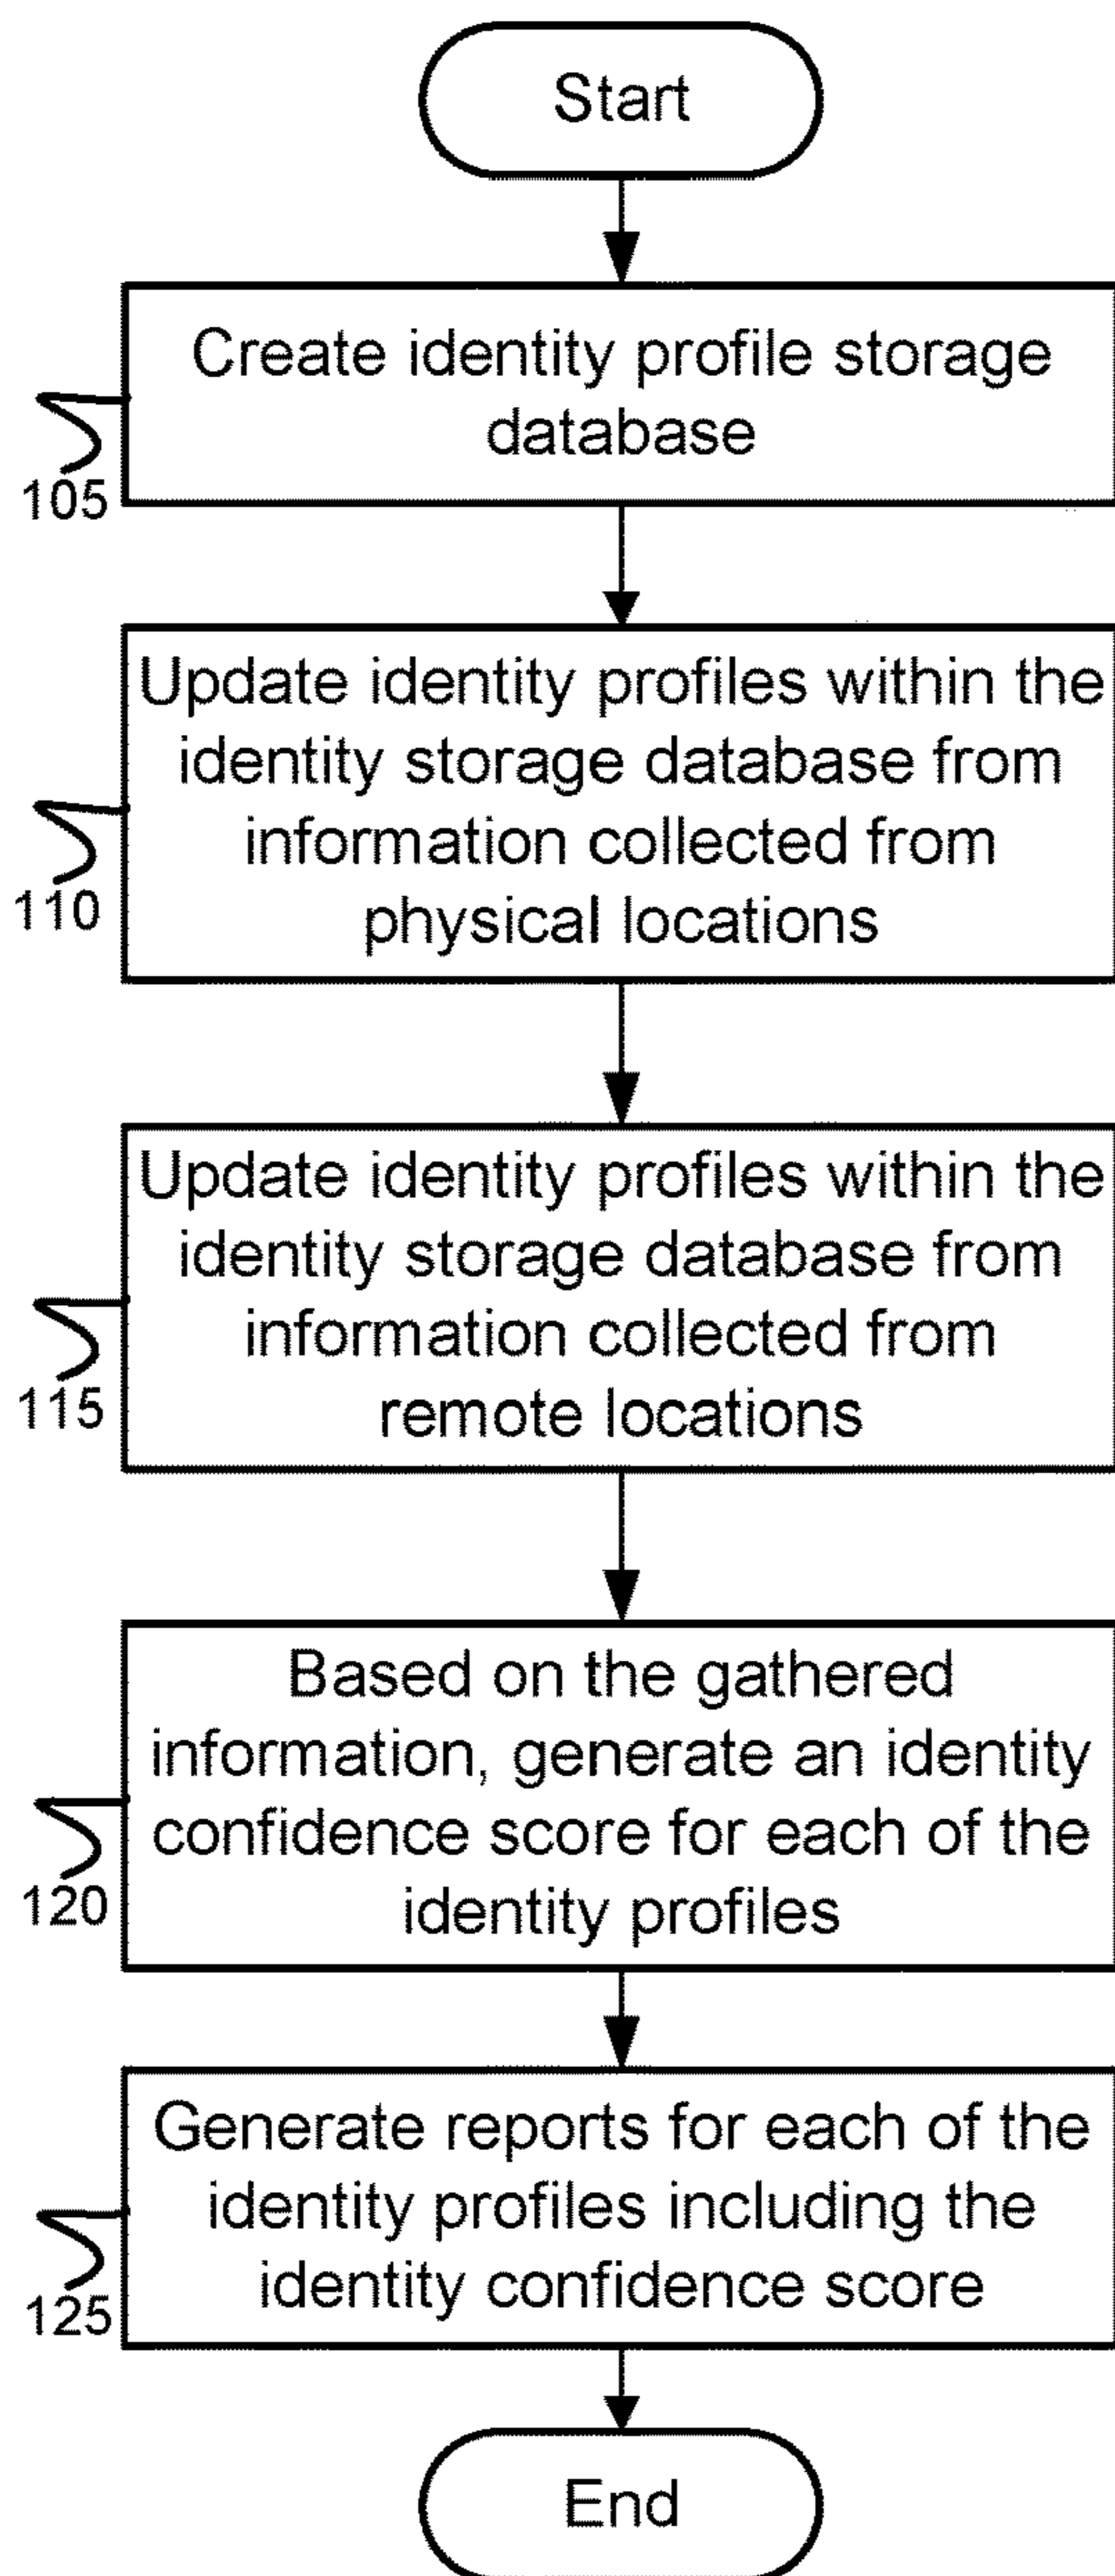 Start
Create identity profile storage
database
105
Update identity profiles within the
identity storage database from
information collected from
physical locations
110
Update identity profiles within the
identity storage database from
information collected from
remote locations
115
Based on the gathered
information, generate an identity
confidence score for each of the
identity profiles
120
Generate reports for each of the
identity profiles including the
identity confidence score
125
End